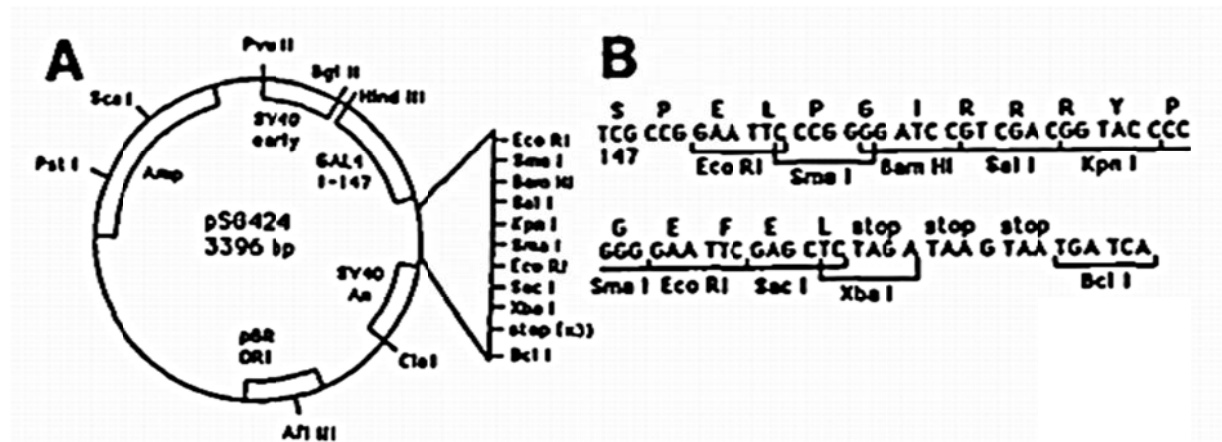 A
Pvu II
Bgl II
Hind III
Sca I
SV40
early
Pst I
Amp
GAL4
1-147
pSG424
3396 bp
SV40
An
pBR
ORI
Cla I
Afl III
Eco RI
Sma I
Bam HI
Sal I
Kpn I
Sma I
Eco RI
Sac I
Xba I
stop (x3)
Bcl I
B
S P E L P G I R R R Y P
TCG CCG GAA TTC CCG GGG ATC CGT CGA CGG TAC CCC
147
Eco RI Sma I Bam HI Sal I Kpn I
G E F E L stop stop stop
GGG GAA TTC GAG CTC TAG A TAA G TAA TGA TCA
Sma I Eco RI Sac I Xba I Bcl I